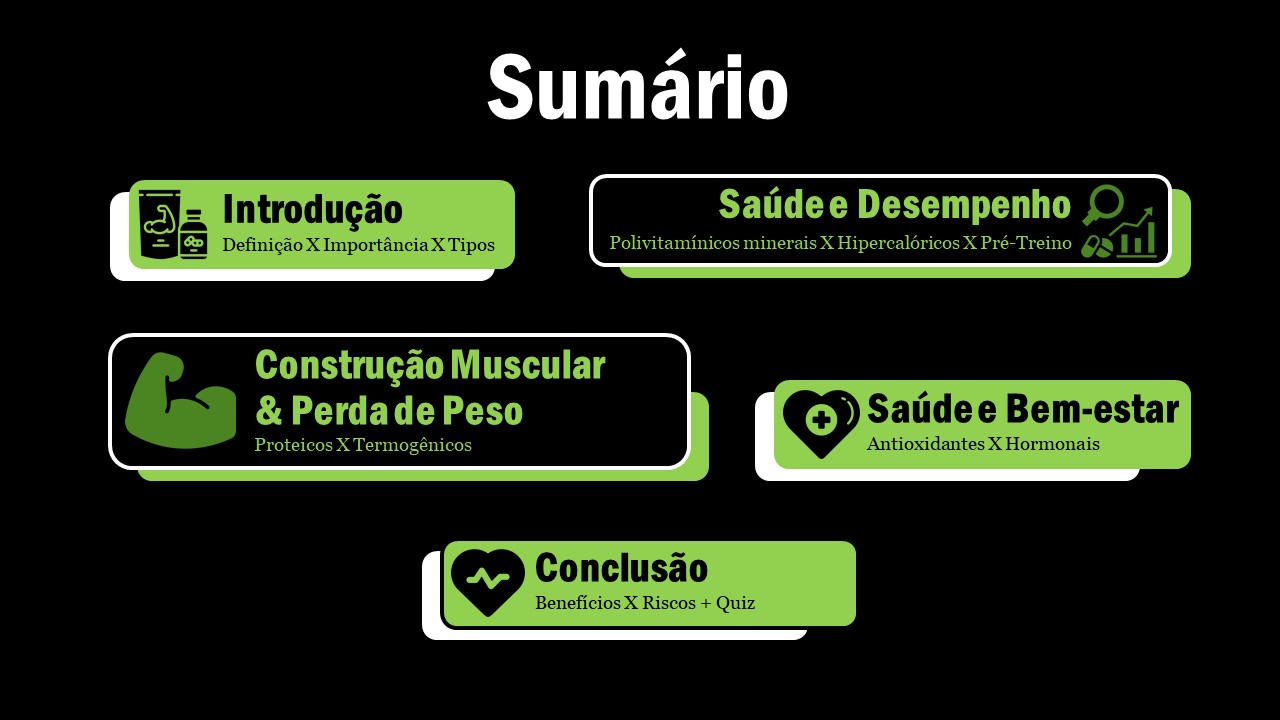 Sumário
Introdução
Definição X Importância X Tipos
Saúde e Desempenho
Polivitamínicos minerais X Hipercalóricos X Pré-Treino
Construção Muscular
& Perda de Peso
Proteicos X Termogênicos
Saúde e Bem-estar
Antioxidantes X Hormonais
Conclusão
Benefícios X Riscos + Quiz